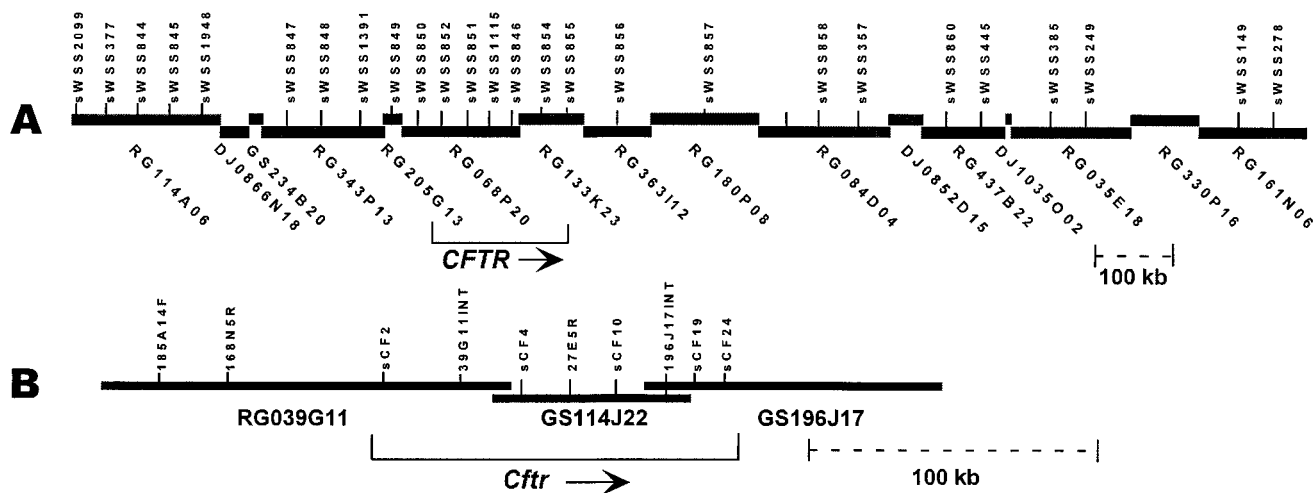 sWSS2099
sWSS377
sWSS844
sWSS845
sWSS1948
sWSS847
sWSS848
sWSS1391
sWSS849
sWSS850
sWSS852
sWSS851
sWSS1115
sWSS846
sWSS854
sWSS855
sWSS856
sWSS857
sWSS858
sWSS357
sWSS860
sWSS445
sWSS385
sWSS249
sWSS149
sWSS278
A
RG114A06
DJ0866N18
GS234B20
RG343P13
RG205G13
RG068P20
RG133K23
RG363I12
RG180P08
RG084D04
DJ0852D15
RG437B22
DJ1035O02
RG035E18
RG330P16
RG161N06
CFTR
100 kb
185A14F
168N5R
sCF2
39G11INT
sCF4
27E5R
sCF10
196J17INT
sCF19
sCF24
B
RG039G11
GS114J22
GS196J17
Cftr
100 kb